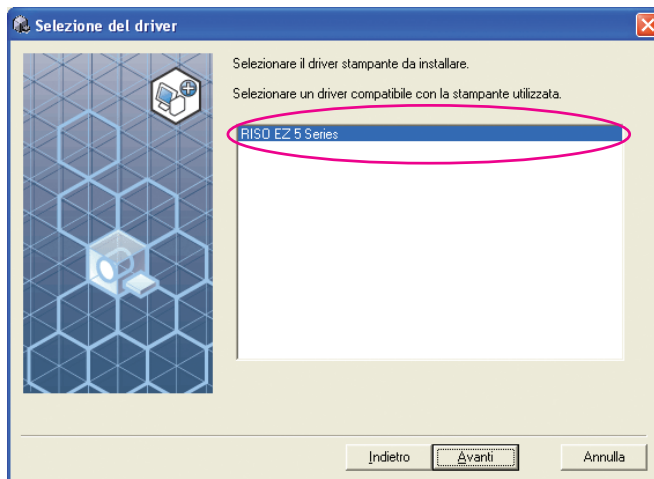 Selezione del driver
Selezionare il driver stampante da installare.
Selezionare un driver compatibile con la stampante utilizzata.
RISO EZ 5 Series
Indietro
Avanti
Annulla